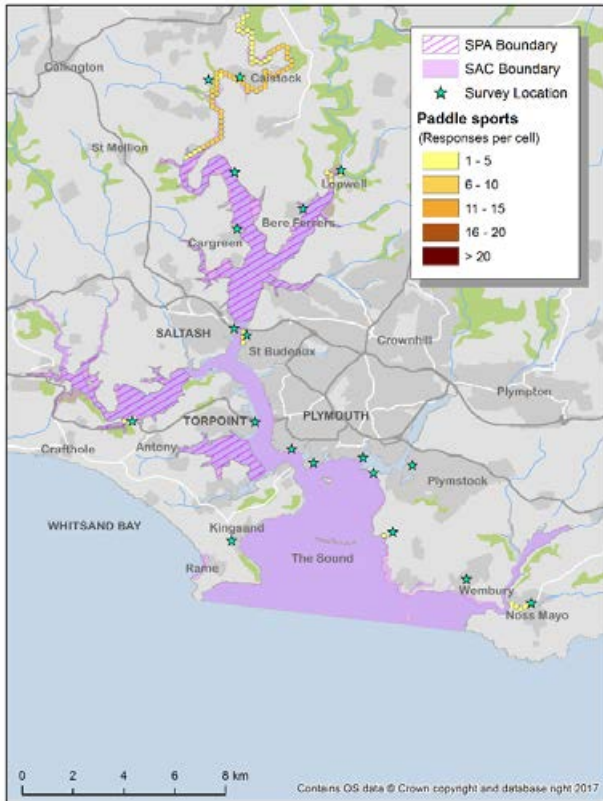 SPA Boundary
SAC Boundary
Survey Location
Paddle sports
(Responses per cell)
1 - 5
6 - 10
11 - 15
16 - 20
> 20
Callington
Calstock
St Mellion
Lopwell
Bere Ferrers
Cargreen
SALTASH
St Budeaux
Crownhill
Plympton
TORPOINT
PLYMOUTH
Crafthole
Antony
Plymstock
WHITSAND BAY
Kingsand
The Sound
Rame
Wembury
Noss Mayo
0 2 4 8 km
Contains OS data © Crown copyright and database right 2017